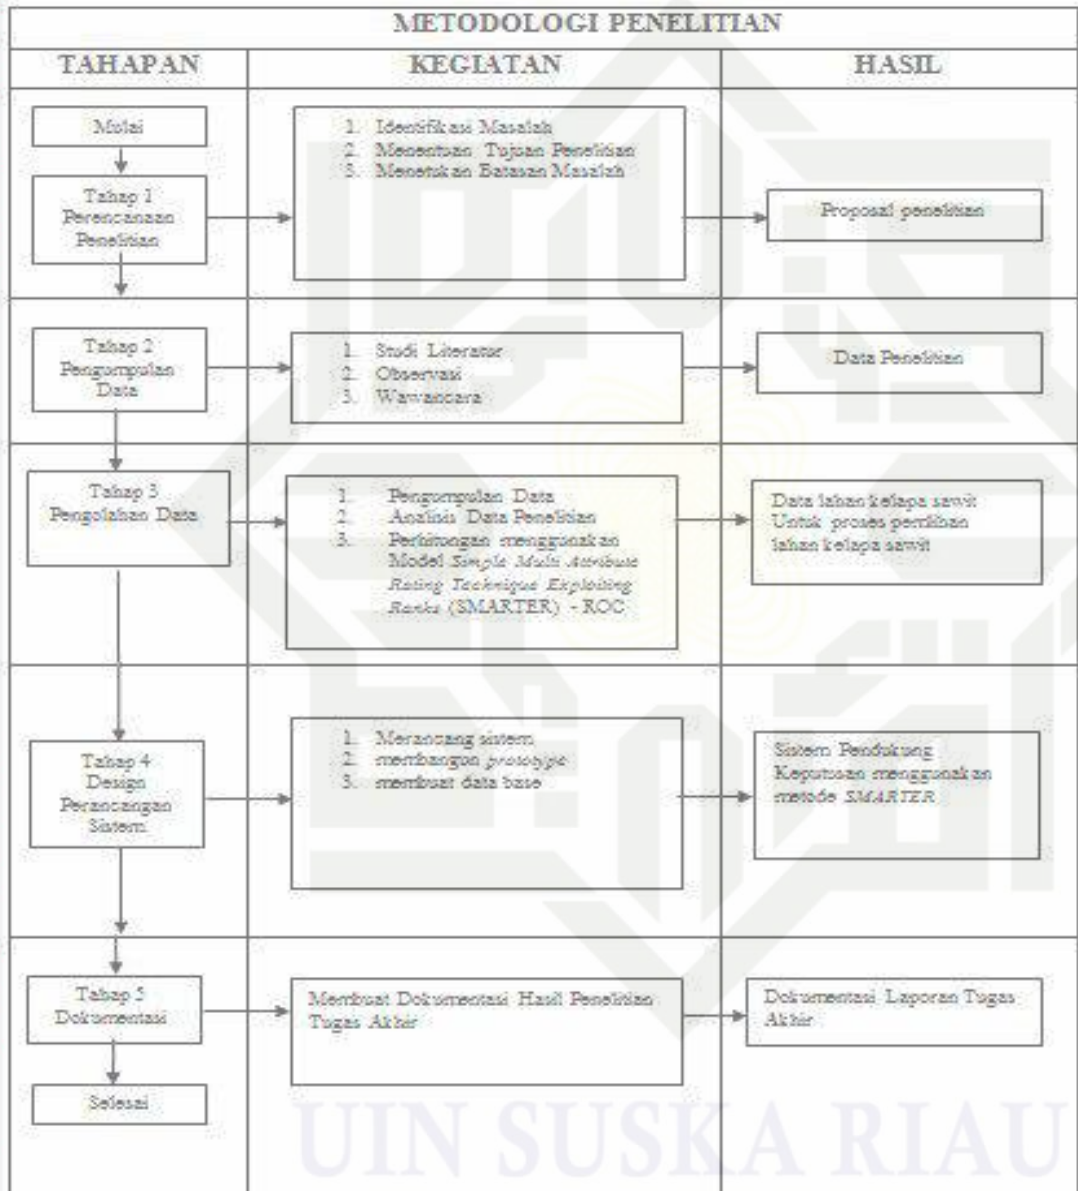 METODOLOGI PENELITIAN
TAHAPAN
KEGIATAN
HASIL
Mulai
Tahap 1
Perencanaan
Penelitian
1. Identifikasi Masalah
2. Menentuan Tujuan Penelitian
3. Menetukan Batasan Masalah
Proposal penelitian
Tahap 2
Pengumpulan
Data
1. Studi Literatur
2. Observasi
3. Wawancara
Data Penelitian
Tahap 3
Pengolahan Data
1. Pengumpulan Data
2. Analisis Data Penelitian
3. Perhitungan menggunakan
Model Simple Multi Attribute
Rating Technique Exploiting
Ranks (SMARTER) - ROC
Data lahan kelapa sawit
Untuk proses pemilihan
lahan kelapa sawit
Tahap 4
Design
Perancangan
Sistem
1. Merancang sistem
2. membangun prototype
3. membuat data base
Sistem Pendukung
Keputusan menggunakan
metode SMARTER
Tahap 5
Dokumentasi
Membuat Dokumentasi Hasil Penelitian
Tugas Akhir
Dokumentasi Laporan Tugas
Akhir
Selesai
UIN SUSKA RIAU